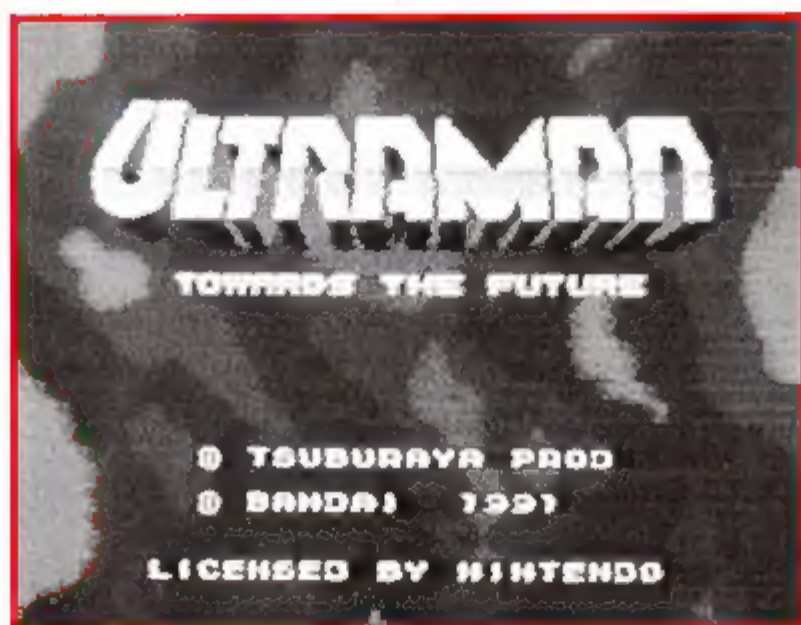 ULTRAMAN
TOWARDS THE FUTURE
© TSUBURAYA PROD
© BANDAI 1991
LICENSED BY NINTENDO